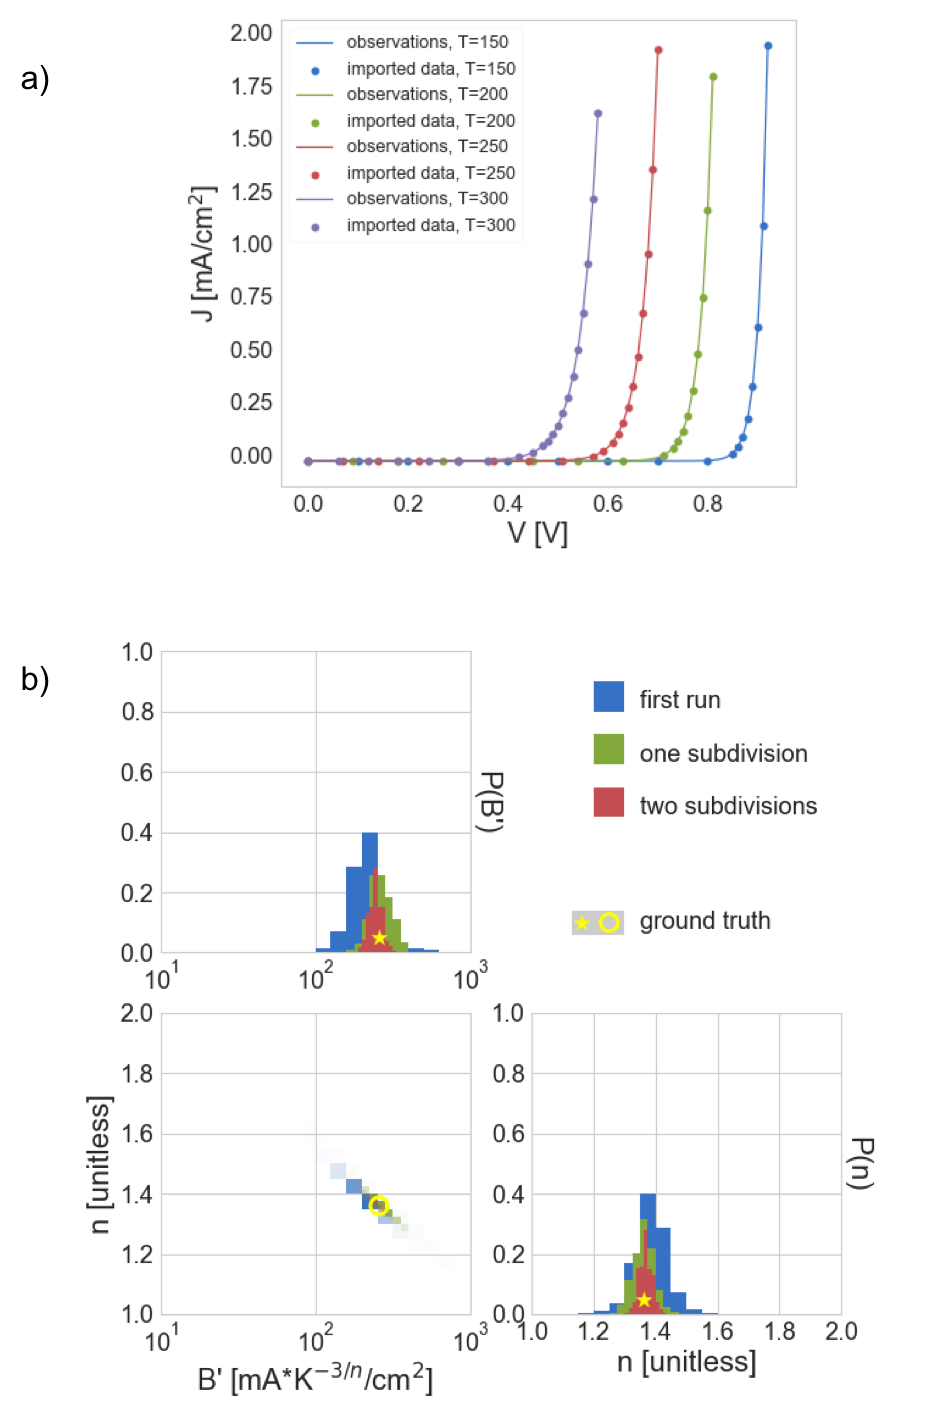 a)
2.00
1.75
1.50
1.25
1.00
0.75
0.50
0.25
0.00
J [mA/cm²]
observations, T=150
imported data, T=150
observations, T=200
imported data, T=200
observations, T=250
imported data, T=250
observations, T=300
imported data, T=300
0.0 0.2 0.4 0.6 0.8
V [V]
b)
1.0
0.8
0.6
0.4
0.2
0.0
10¹ 10² 10³
P(B')
first run
one subdivision
two subdivisions
ground truth
2.0
1.8
1.6
1.4
1.2
1.0
n [unitless]
10¹ 10² 10³
B' [mA*K⁻³/ⁿ/cm²]
1.0
0.8
0.6
0.4
0.2
0.0
P(n)
1.0 1.2 1.4 1.6 1.8 2.0
n [unitless]